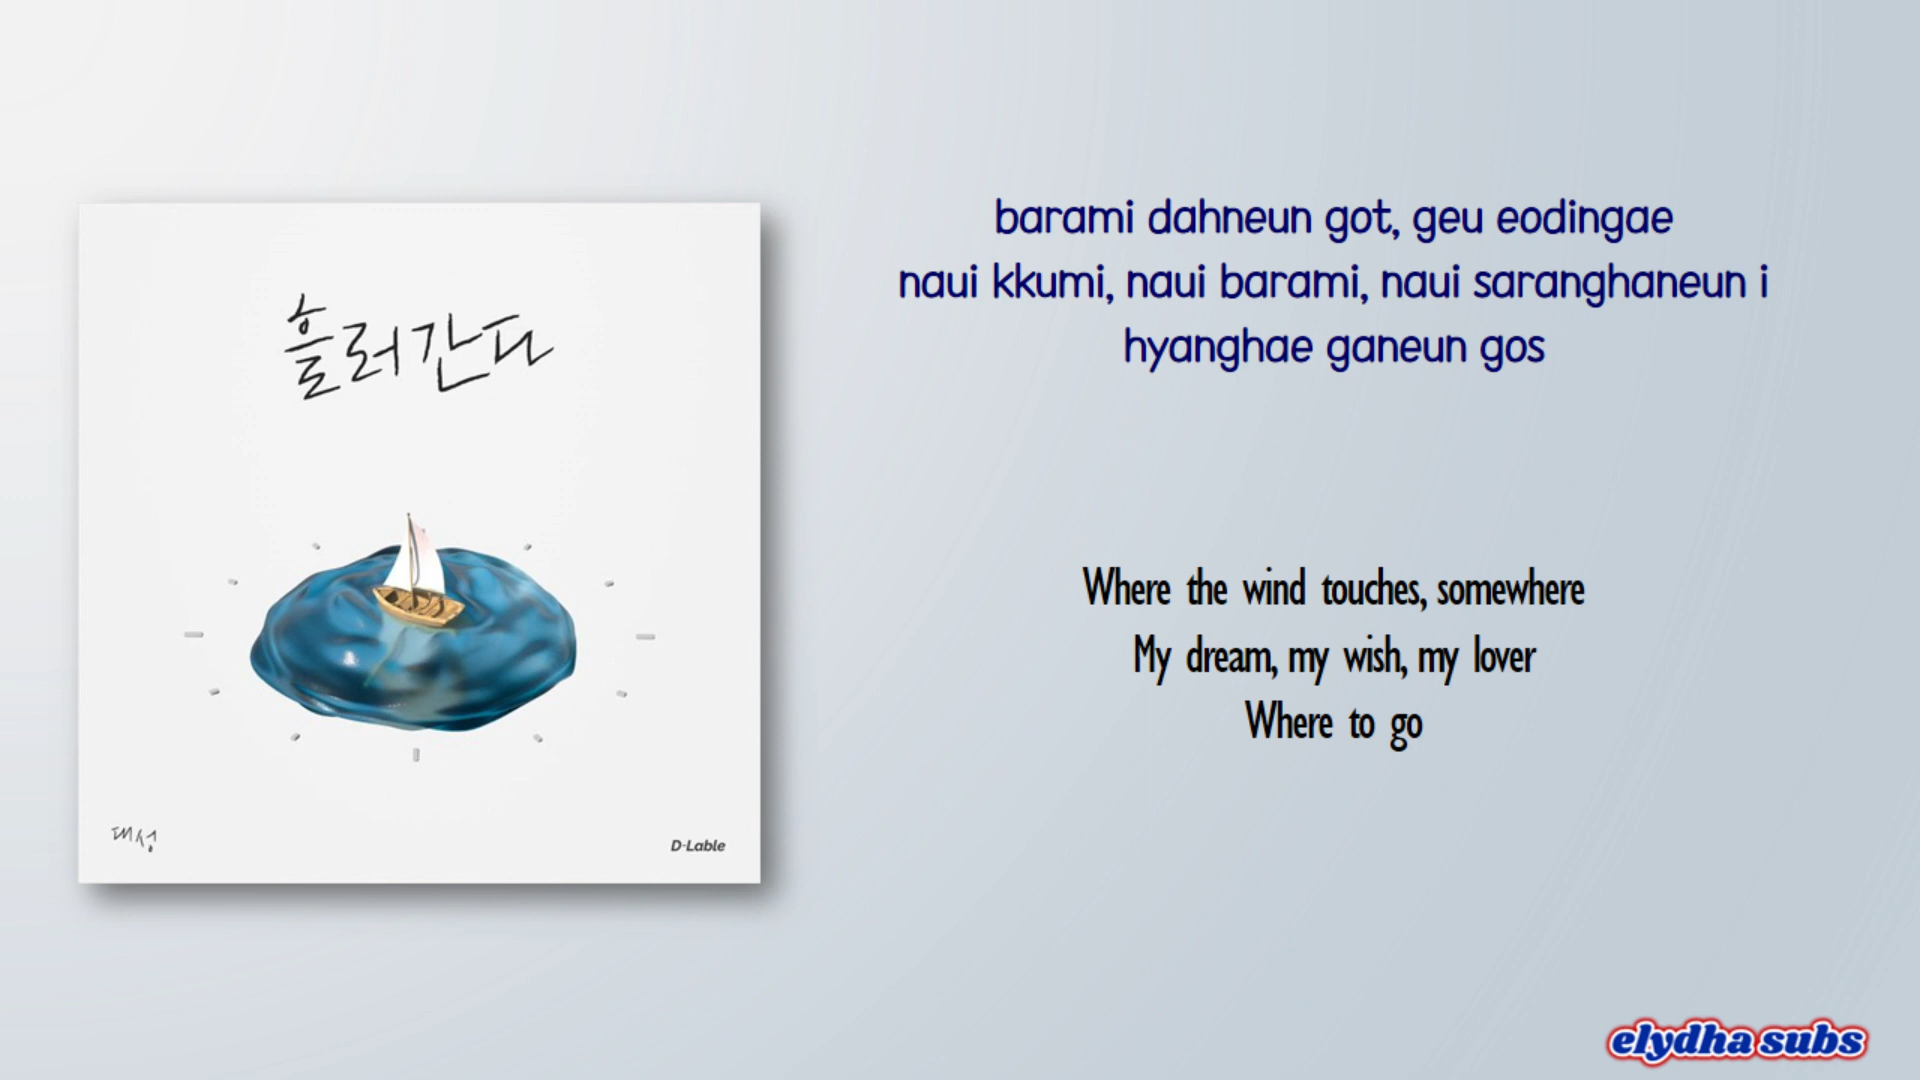 흘러간다
대성
D-Lable
barami dahneun got, geu eodingae
naui kkumi, naui barami, naui saranghaneun i
hyanghae ganeun gos
Where the wind touches, somewhere
My dream, my wish, my lover
Where to go
elydha subs